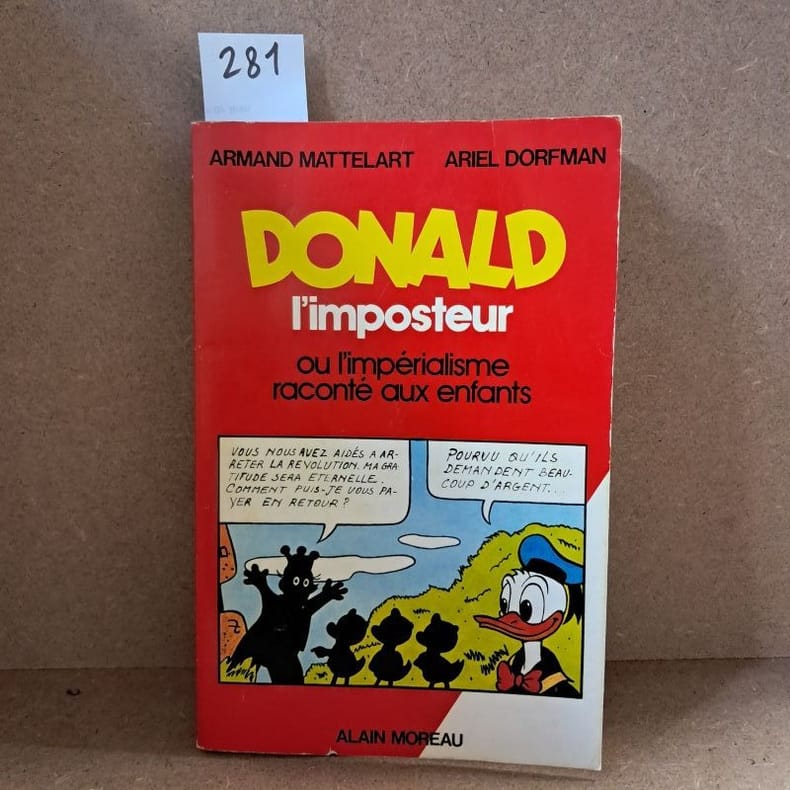 281
ARMAND MATTELART ARIEL DORFMAN
DONALD
l'imposteur
ou l'impérialisme
raconté aux enfants
VOUS NOUS AVEZ AIDÉS A AR-
RETER LA REVOLUTION. MA GRA-
TITUDE SERA ETERNELLE.
COMMENT PUIS-JE VOUS PA-
YER EN RETOUR?
POURVU QU'ILS
DEMANDENT BEAU-
COUP D'ARGENT...
ALAIN MOREAU